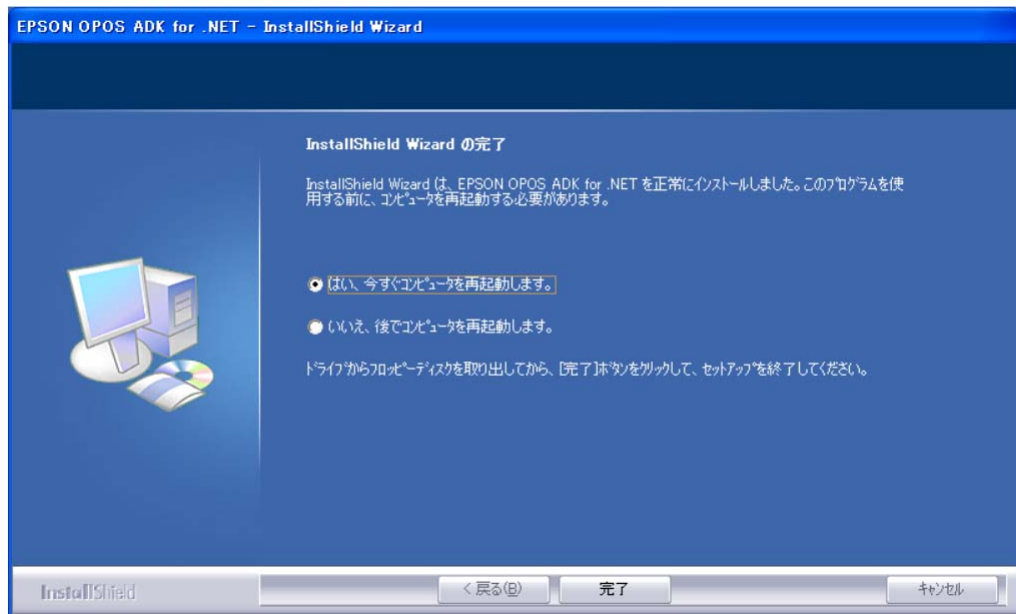 EPSON OPOS ADK for .NET - InstallShield Wizard
InstallShield Wizard の完了
InstallShield Wizard は、EPSON OPOS ADK for .NET を正常にインストールしました。このプログラムを使
用する前に、コンピュータを再起動する必要があります。
はい、今すぐコンピュータを再起動します。
いいえ、後でコンピュータを再起動します。
ドライブからフロッピーディスクを取り出してから、[完了]ボタンをクリックして、セットアップを終了してください。
InstallShield
< 戻る(B)
完了
キャンセル